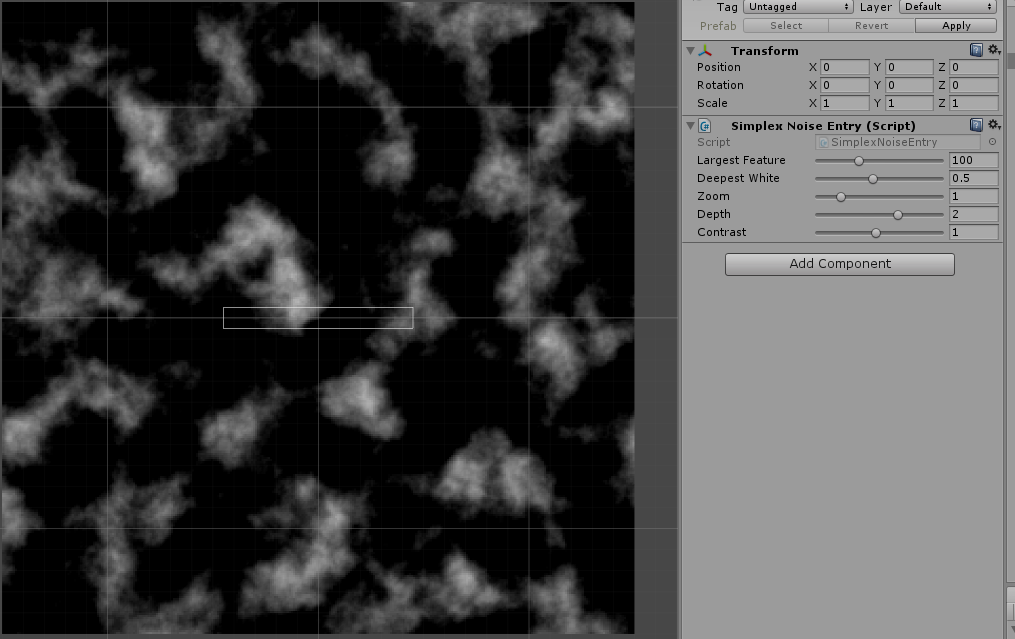 Tag Untagged Layer Default
Prefab Select Revert Apply
Transform
Position X 0 Y 0 Z 0
Rotation X 0 Y 0 Z 0
Scale X 1 Y 1 Z 1
Simplex Noise Entry (Script)
Script SimplexNoiseEntry
Largest Feature 100
Deepest White 0.5
Zoom 1
Depth 2
Contrast 1
Add Component